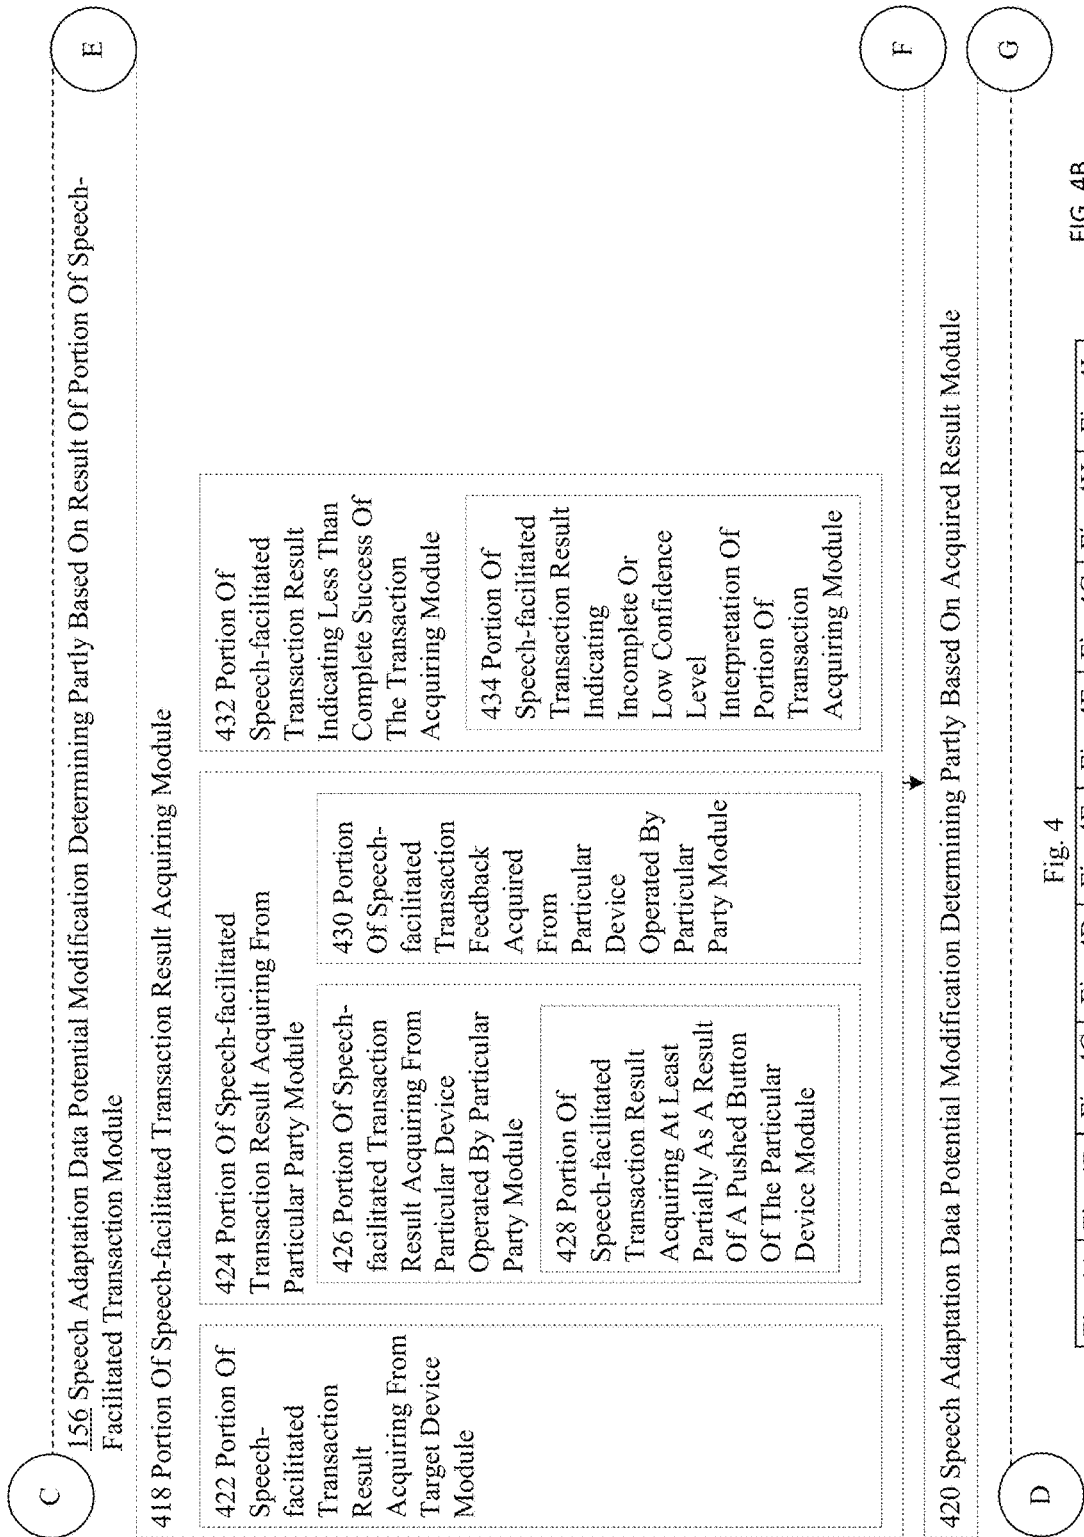 C
E
156 Speech Adaptation Data Potential Modification Determining Partly Based On Result Of Portion Of Speech-
Facilitated Transaction Module
418 Portion Of Speech-facilitated Transaction Result Acquiring Module
422 Portion Of
Speech-
facilitated
Transaction
Result
Acquiring From
Target Device
Module
424 Portion Of Speech-facilitated
Transaction Result Acquiring From
Particular Party Module
426 Portion Of Speech-
facilitated Transaction
Result Acquiring From
Particular Device
Operated By Particular
Party Module
428 Portion Of
Speech-facilitated
Transaction Result
Acquiring At Least
Partially As A Result
Of A Pushed Button
Of The Particular
Device Module
430 Portion
Of Speech-
facilitated
Transaction
Feedback
Acquired
From
Particular
Device
Operated By
Particular
Party Module
432 Portion Of
Speech-facilitated
Transaction Result
Indicating Less Than
Complete Success Of
The Transaction
Acquiring Module
434 Portion Of
Speech-facilitated
Transaction Result
Indicating
Incomplete Or
Low Confidence
Level
Interpretation Of
Portion Of
Transaction
Acquiring Module
F
420 Speech Adaptation Data Potential Modification Determining Partly Based On Acquired Result Module
D
G
Fig. 4
FIG. 4B